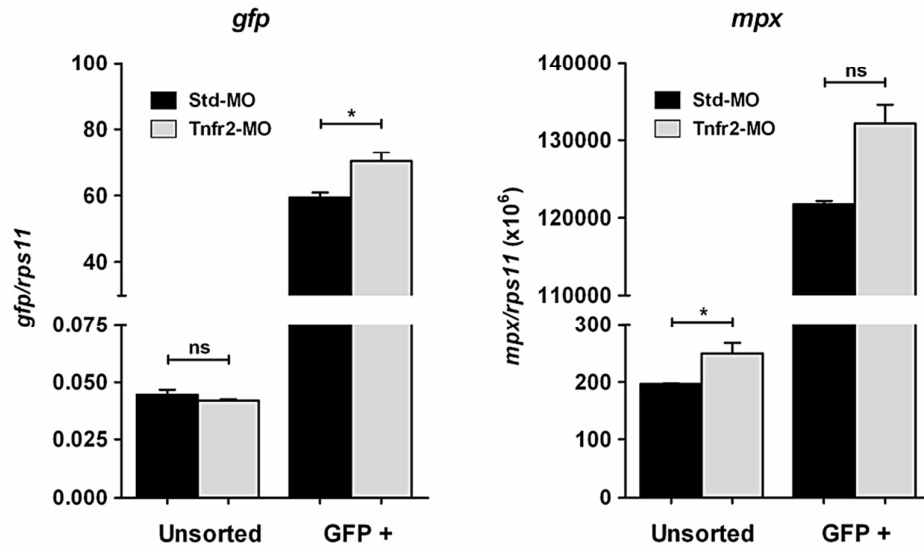 gfp
gfp/rps11
100
80
60
40
0.075
0.050
0.025
0.000
Std-MO
Tnfr2-MO
*
ns
Unsorted
GFP +
mpx
mpx/rps11 (x10⁶)
140000
130000
120000
110000
300
200
100
0
Std-MO
Tnfr2-MO
ns
*
Unsorted
GFP +